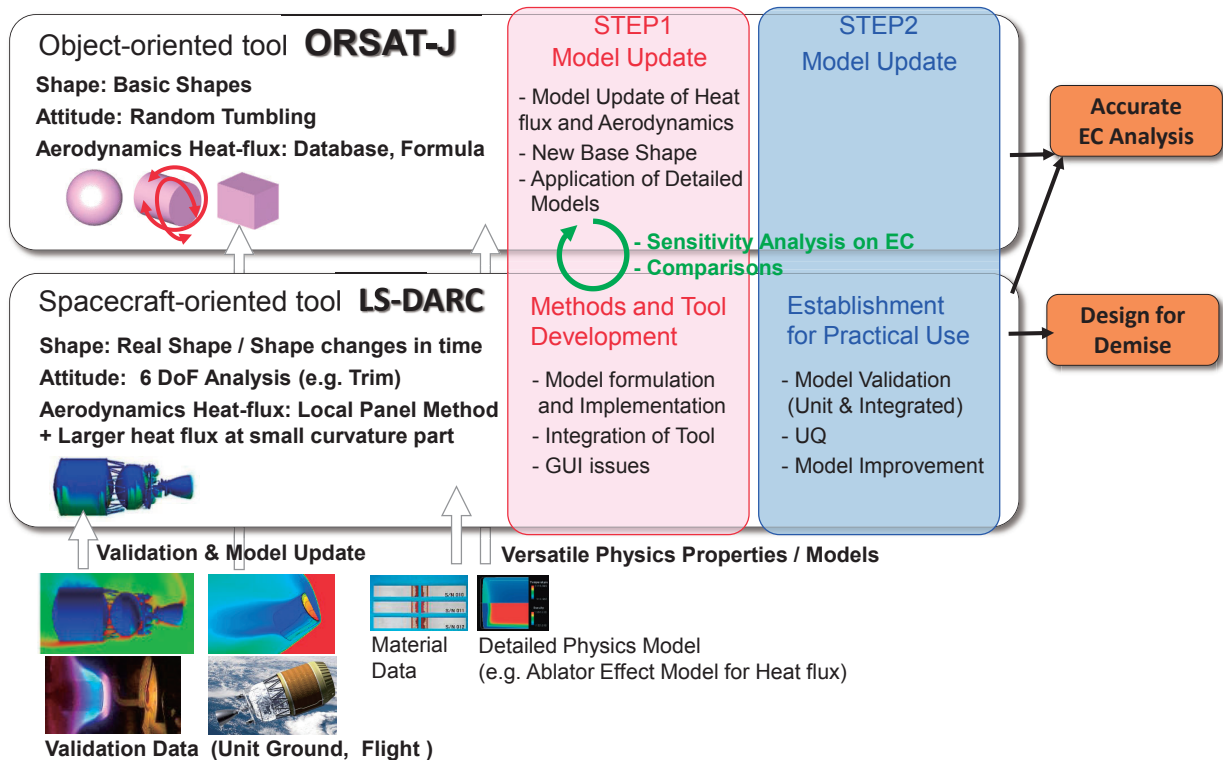 Object-oriented tool ORSAT-J
Shape: Basic Shapes
Attitude: Random Tumbling
Aerodynamics Heat-flux: Database, Formula
STEP1
Model Update
- Model Update of Heat
flux and Aerodynamics
- New Base Shape
- Application of Detailed
Models
STEP2
Model Update
- Sensitivity Analysis on EC
- Comparisons
Accurate
EC Analysis
Spacecraft-oriented tool LS-DARC
Shape: Real Shape / Shape changes in time
Attitude: 6 DoF Analysis (e.g. Trim)
Aerodynamics Heat-flux: Local Panel Method
+ Larger heat flux at small curvature part
Methods and Tool
Development
- Model formulation
and Implementation
- Integration of Tool
- GUI issues
Establishment
for Practical Use
- Model Validation
(Unit & Integrated)
- UQ
- Model Improvement
Design for
Demise
Validation & Model Update
Versatile Physics Properties / Models
S/N 010
S/N 011
S/N 012
Material
Data
Detailed Physics Model
(e.g. Ablator Effect Model for Heat flux)
Validation Data (Unit Ground, Flight )